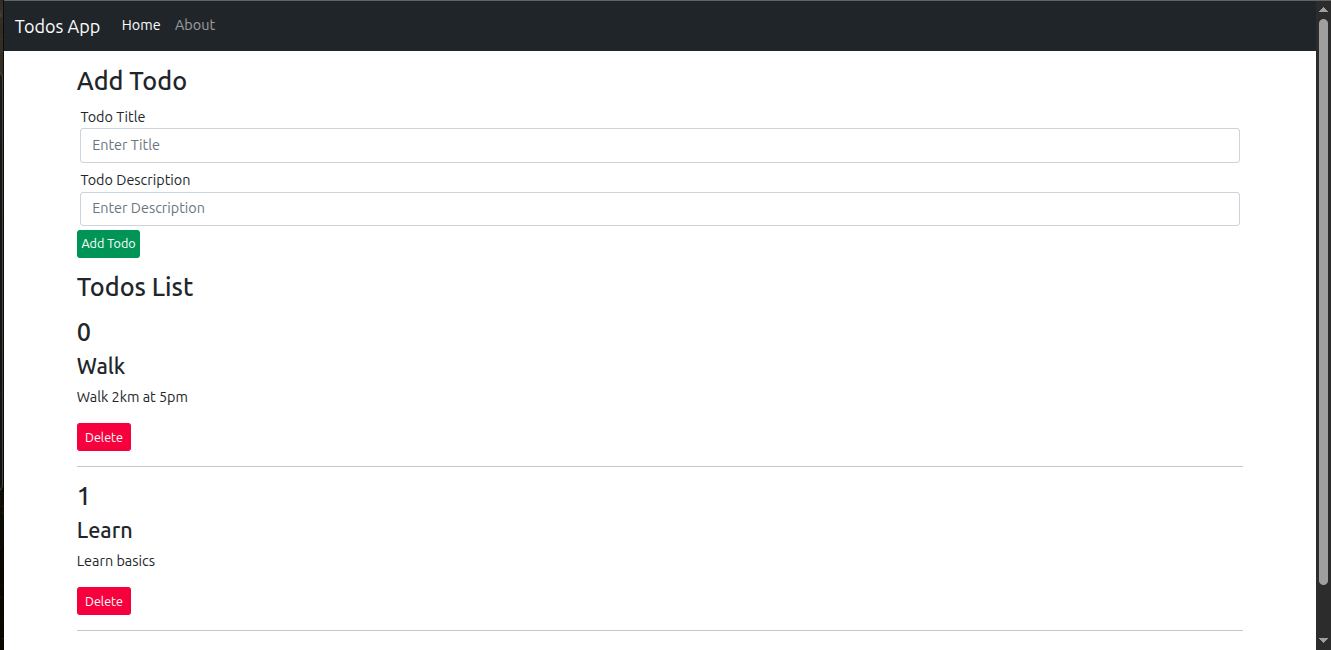 Todos App Home About
Add Todo
Todo Title
Enter Title
Todo Description
Enter Description
Add Todo
Todos List
0
Walk
Walk 2km at 5pm
Delete
1
Learn
Learn basics
Delete